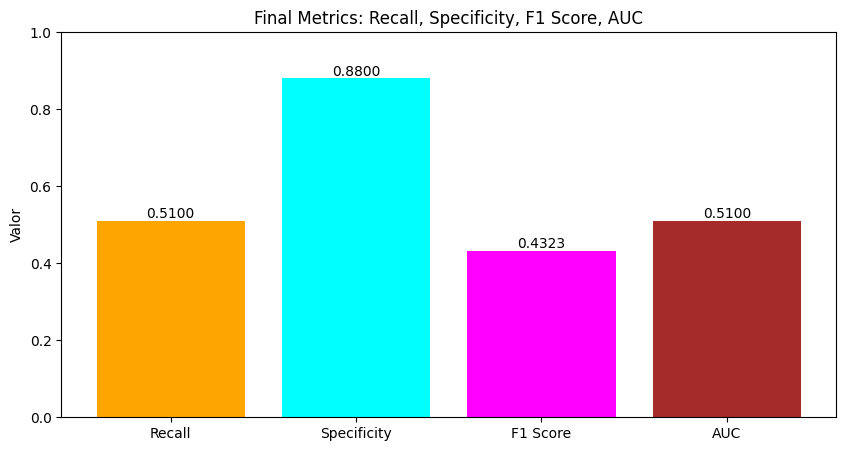 Final Metrics: Recall, Specificity, F1 Score, AUC
1.0
0.8
0.6
0.4
0.2
0.0
Valor
0.5100
0.8800
0.4323
0.5100
Recall
Specificity
F1 Score
AUC